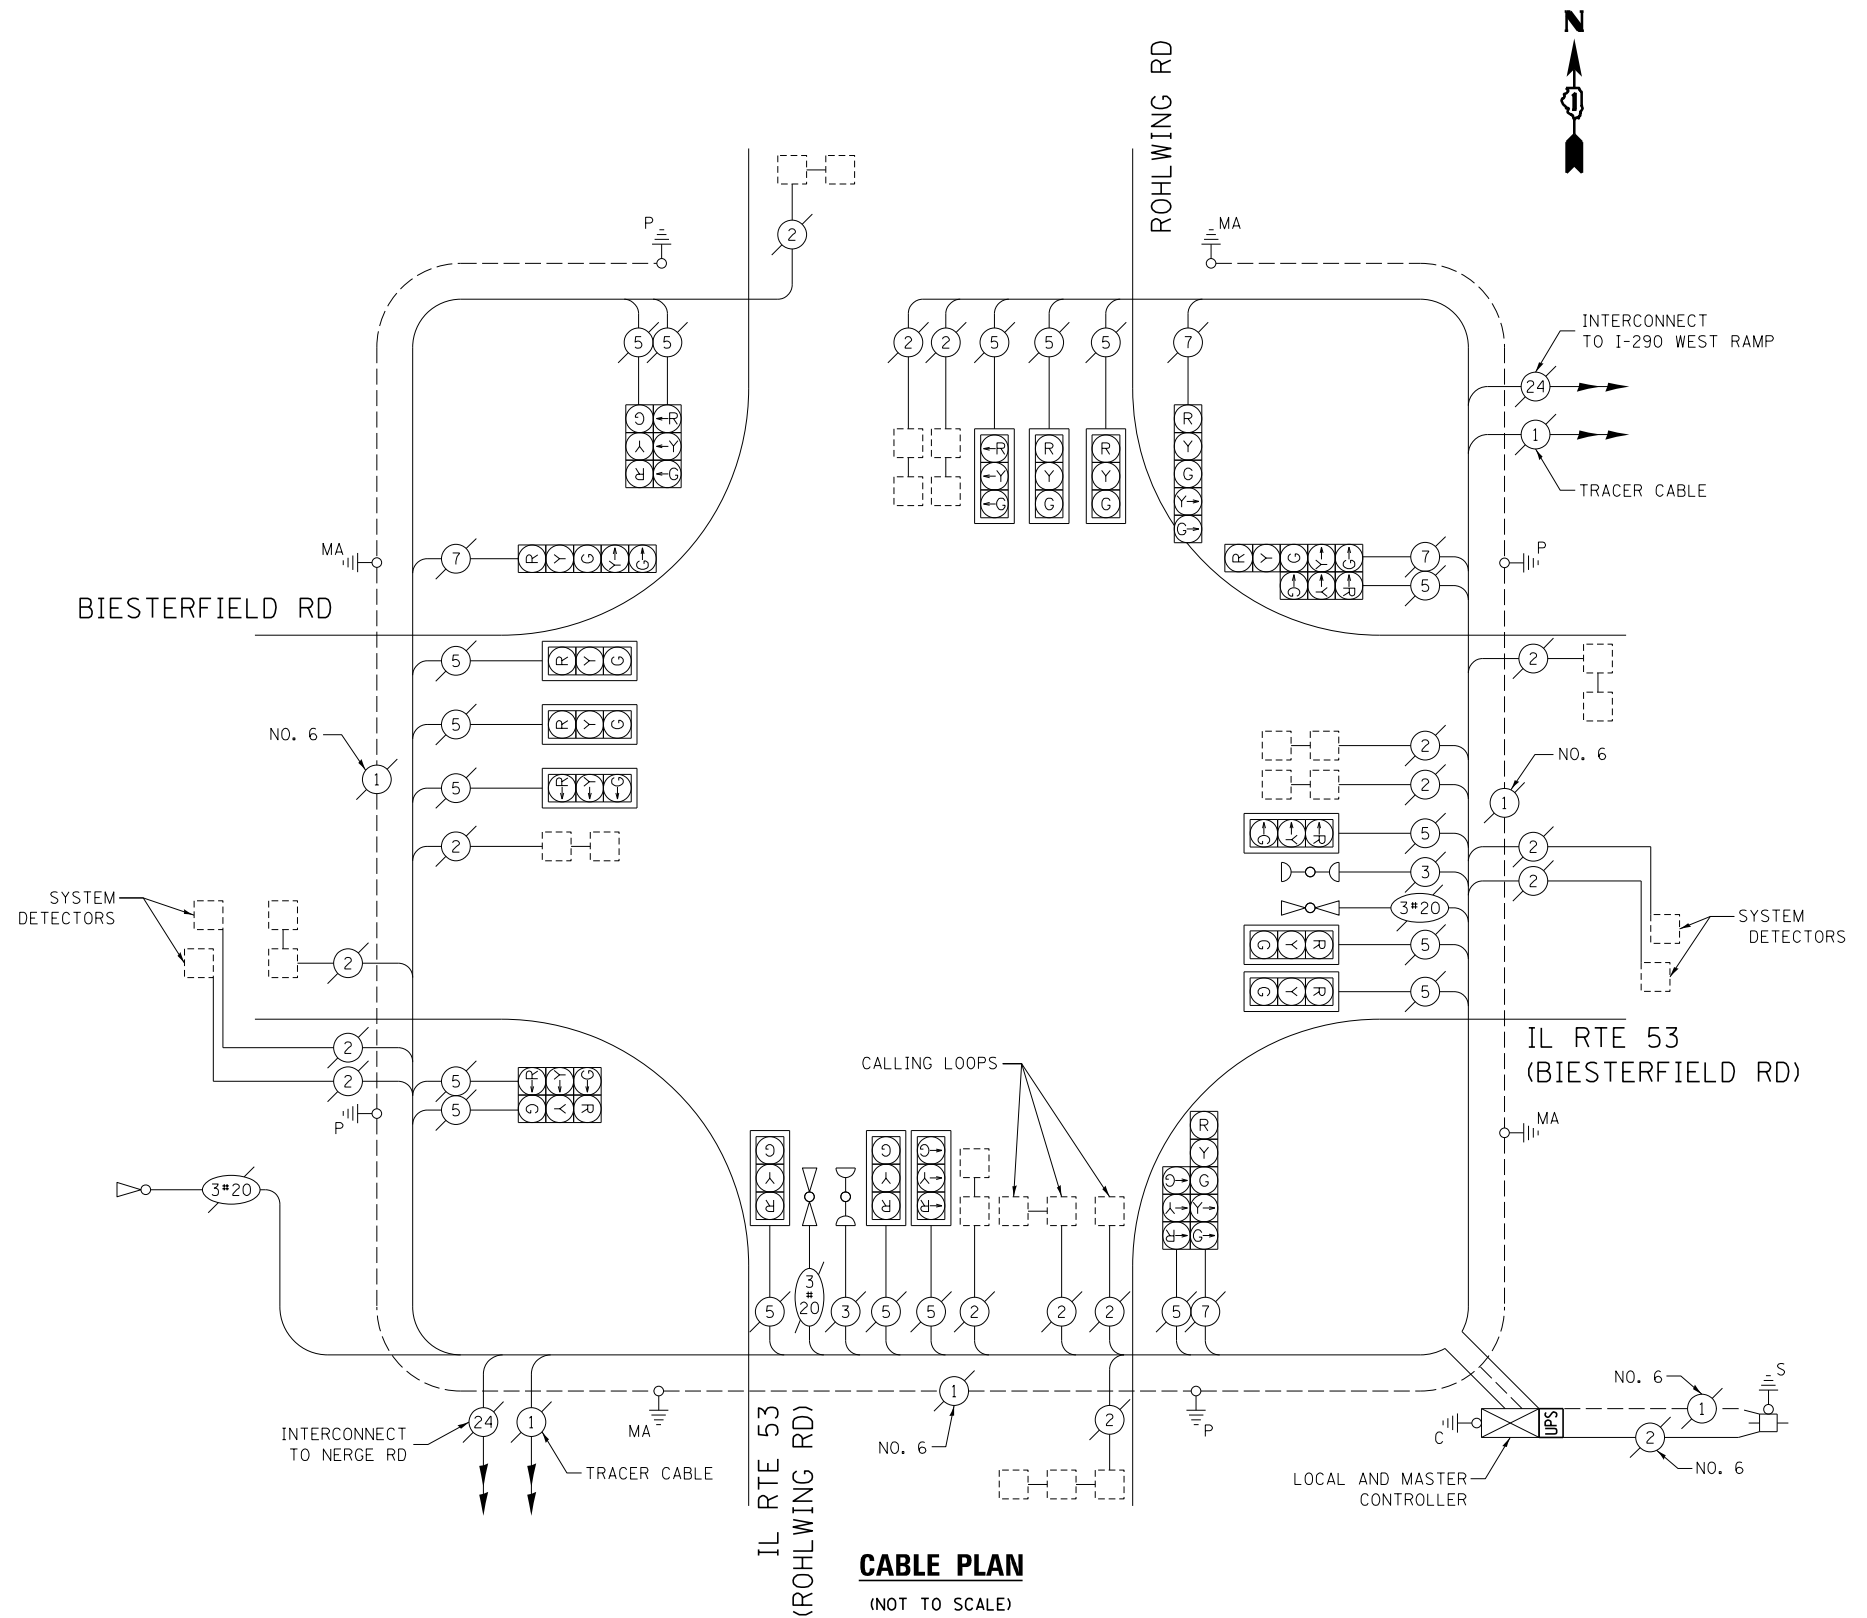 N
ROHLWING RD
P
MA
2
INTERCONNECT
TO I-290 WEST RAMP
5 5
2 2 5 5 5 7
24
1
TRACER CABLE
G R
Y Y
R G
R R R
Y Y Y
G G G
R
Y
G
Y
G
MA
7
R Y G Y G
R Y G Y G
7
P
G Y R
5
BIESTERFIELD RD
5
R Y G
2
5
R Y G
2
NO. 6
1
NO. 6
1
5
R Y G
2
G Y R
5
2
2
3
2
SYSTEM
DETECTORS
3#20
SYSTEM
DETECTORS
G Y R
5
2
G Y R
5
IL RTE 53
(BIESTERFIELD RD)
2
2
CALLING LOOPS
5
R Y G
5
G Y R
P
MA
3#20
G
Y
R
G G
Y Y
R R
R
Y
G G
Y Y
R G
5
3
#
20
3 5 5 2 2 2 5 7
NO. 6
1
S
1
MA
P
24
1
2
C
UPS
2
INTERCONNECT
TO NERGE RD
TRACER CABLE
NO. 6
NO. 6
LOCAL AND MASTER
CONTROLLER
IL RTE 53
(ROHLWING RD)
CABLE PLAN
(NOT TO SCALE)